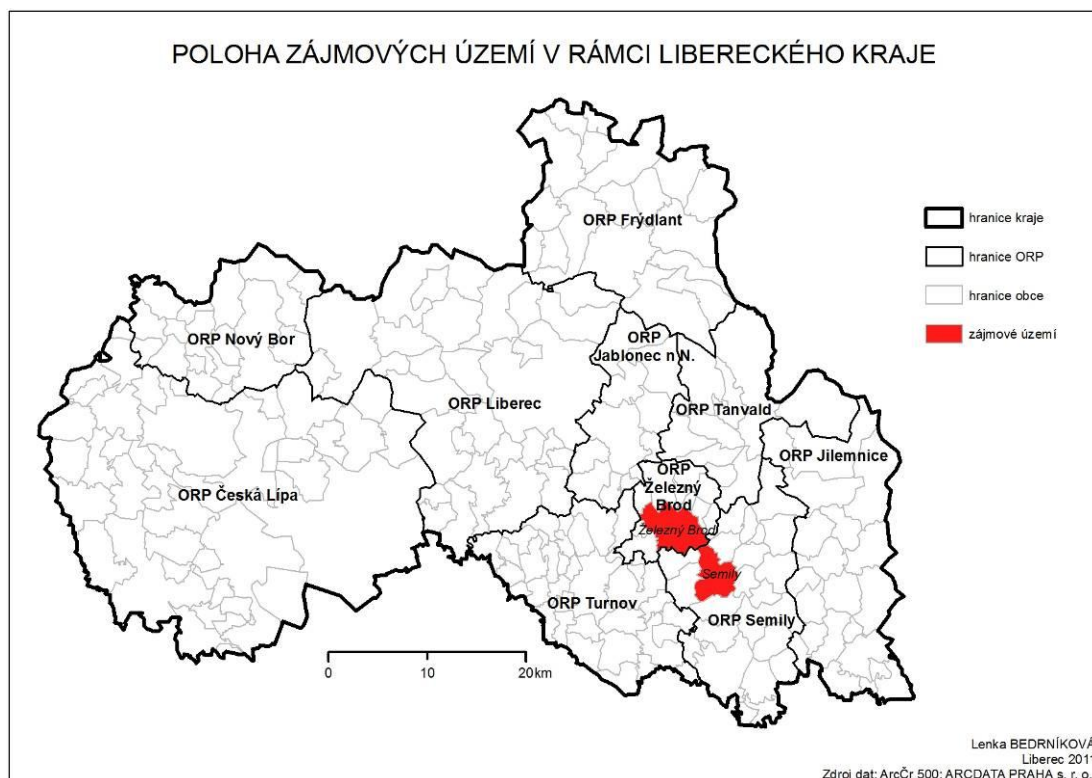 POLOHA ZÁJMOVÝCH ÚZEMÍ V RÁMCI LIBERECKÉHO KRAJE
ORP Frýdlant
hranice kraje
hranice ORP
hranice obce
zájmové území
ORP Nový Bor
ORP
Jablonec n N.
ORP Liberec
ORP Tanvald
ORP Jilemnice
ORP Česká Lípa
ORP
Železný
Brod
Železný Brod
Semily
ORP Turnov
ORP Semily
0 10 20km
Lenka BEDRNÍKOVÁ
Liberec 2011
Zdroj dat: ArcČr 500; ARCDATA PRAHA s. r. o.